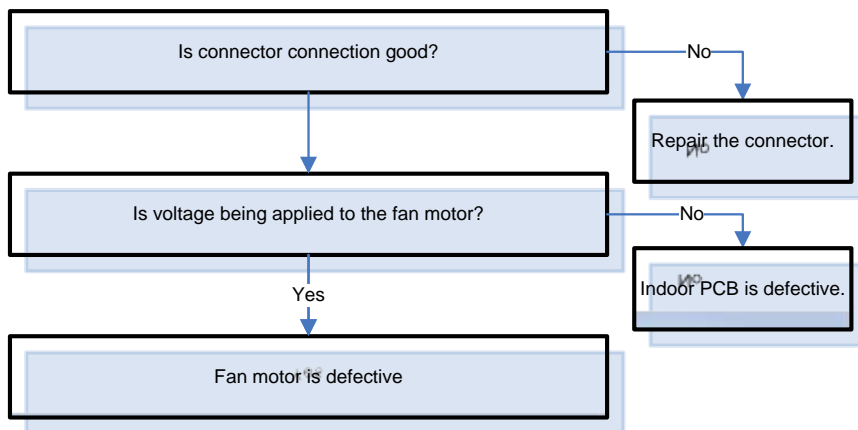 Is connector connection good?
No
Repair the connector.
Is voltage being applied to the fan motor?
No
Indoor PCB is defective.
Yes
Fan motor is defective